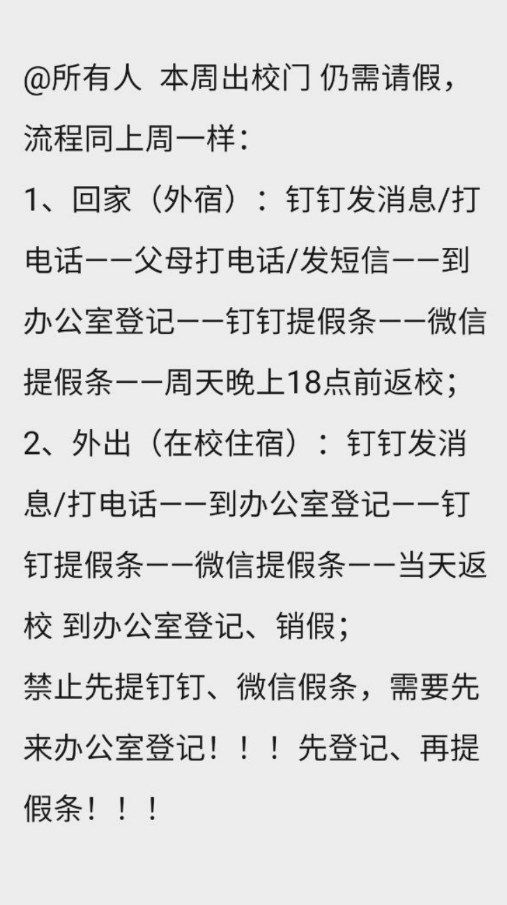 @所有人 本周出校门 仍需请假，
流程同上周一样：
1、回家（外宿）：钉钉发消息/打
电话——父母打电话/发短信——到
办公室登记——钉钉提假条——微信
提假条——周天晚上18点前返校；
2、外出（在校住宿）：钉钉发消
息/打电话——到办公室登记——钉
钉提假条——微信提假条——当天返
校 到办公室登记、销假；
禁止先提钉钉、微信假条，需要先
来办公室登记！！！先登记、再提
假条！！！